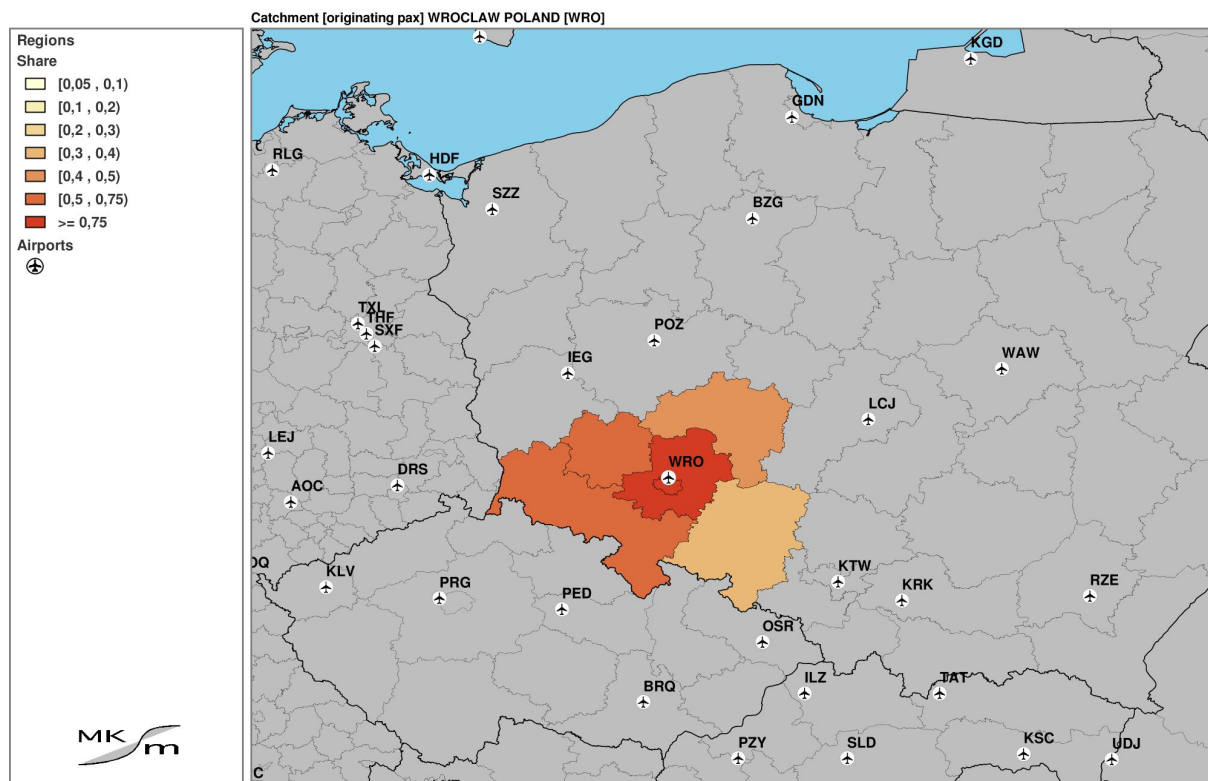 Catchment [originating pax] WROCLAW POLAND [WRO]
Regions
Share
[0,05 , 0,1)
[0,1 , 0,2)
[0,2 , 0,3)
[0,3 , 0,4)
[0,4 , 0,5)
[0,5 , 0,75)
>= 0,75
Airports
KGD
GDN
RLG
HDF
SZZ
BZG
TXL
THF
SXF
POZ
IEG
WAW
LCJ
LEJ
DRS
WRO
AOC
OQ
KLV
PRG
PED
KTW
KRK
RZE
OSR
BRQ
ILZ
TAT
PZY
SLD
KSC
UDJ
C
MK
m